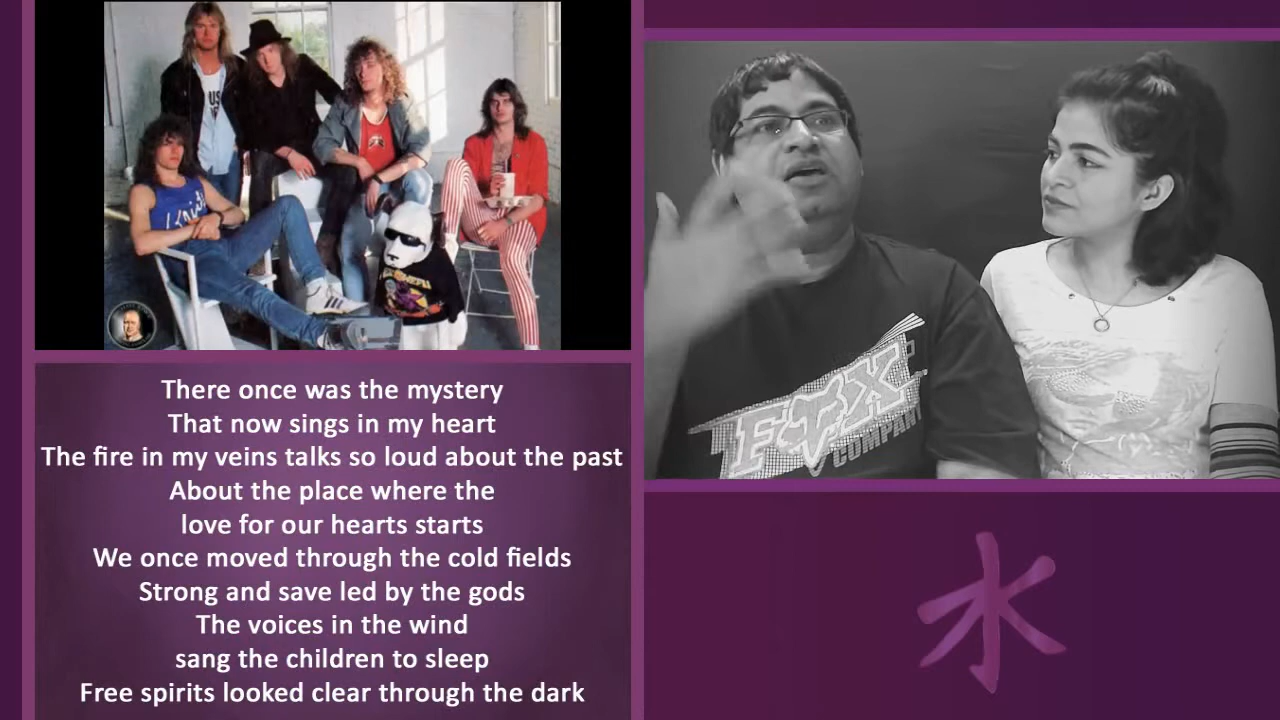 There once was the mystery
That now sings in my heart
The fire in my veins talks so loud about the past
About the place where the
love for our hearts starts
We once moved through the cold fields
Strong and save led by the gods
The voices in the wind
sang the children to sleep
Free spirits looked clear through the dark
FOX
COMPANY
水